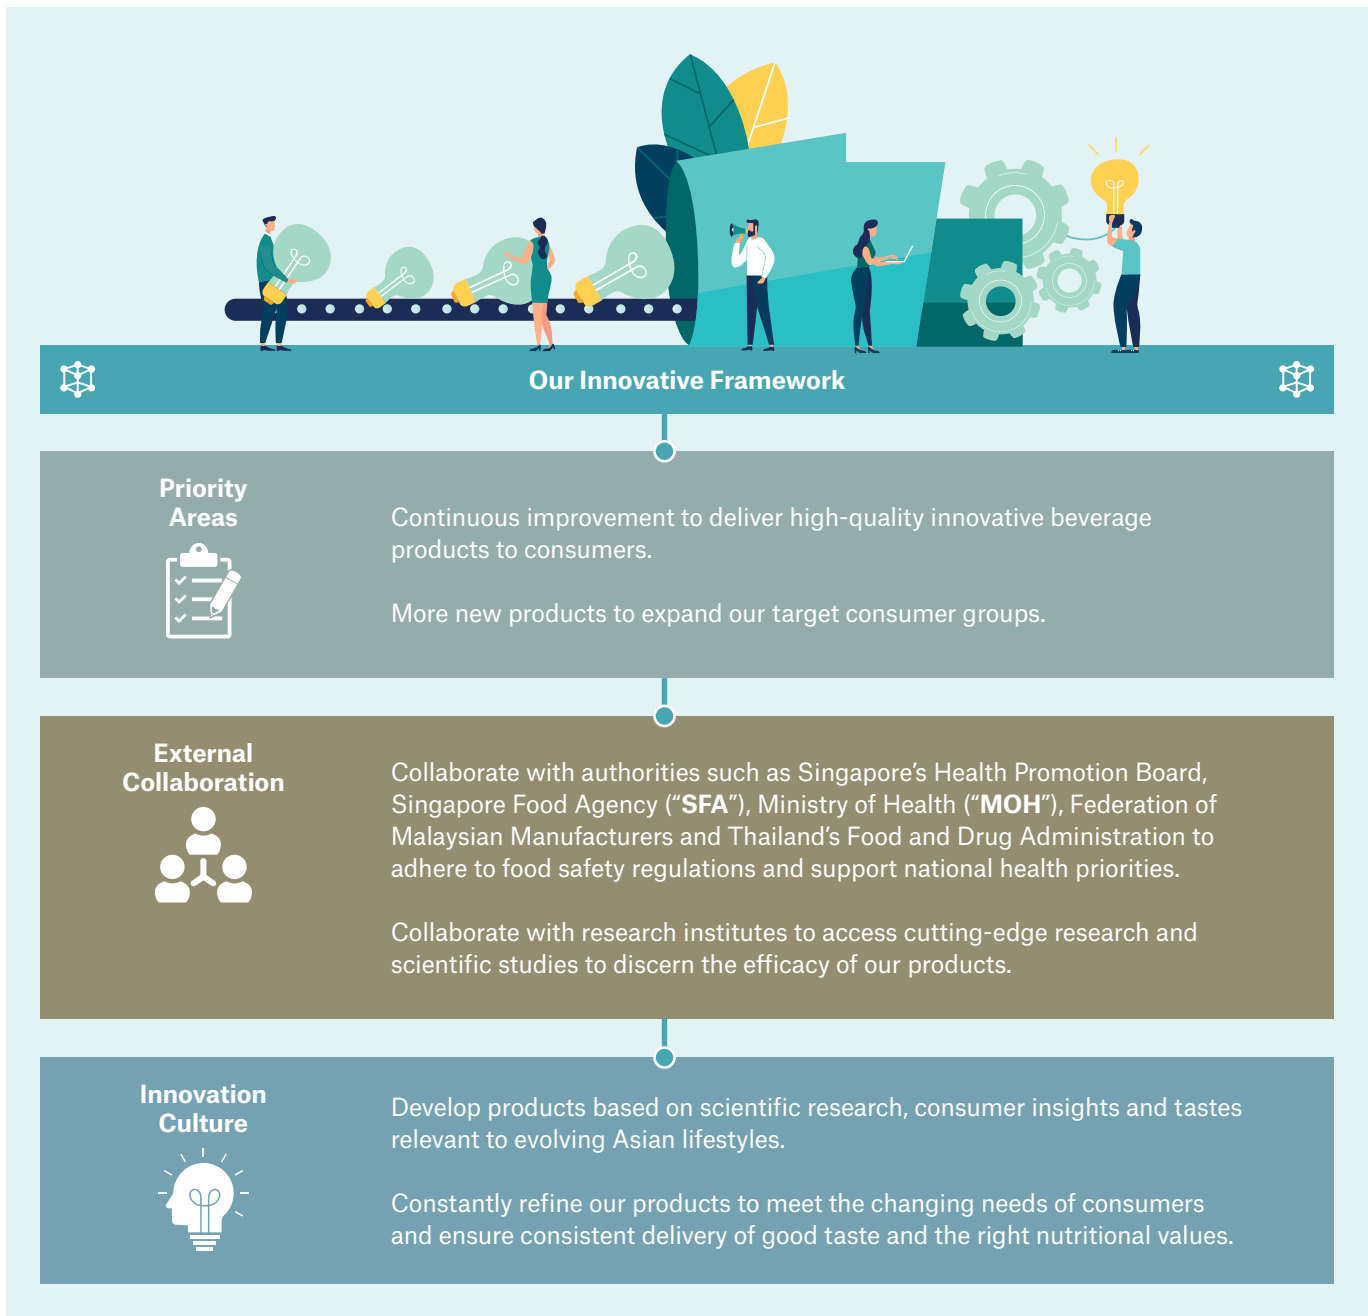 Our Innovative Framework
Priority
Areas
Continuous improvement to deliver high-quality innovative beverage
products to consumers.
More new products to expand our target consumer groups.
External
Collaboration
Collaborate with authorities such as Singapore’s Health Promotion Board,
Singapore Food Agency (“SFA”), Ministry of Health (“MOH”), Federation of
Malaysian Manufacturers and Thailand’s Food and Drug Administration to
adhere to food safety regulations and support national health priorities.
Collaborate with research institutes to access cutting-edge research and
scientific studies to discern the efficacy of our products.
Innovation
Culture
Develop products based on scientific research, consumer insights and tastes
relevant to evolving Asian lifestyles.
Constantly refine our products to meet the changing needs of consumers
and ensure consistent delivery of good taste and the right nutritional values.